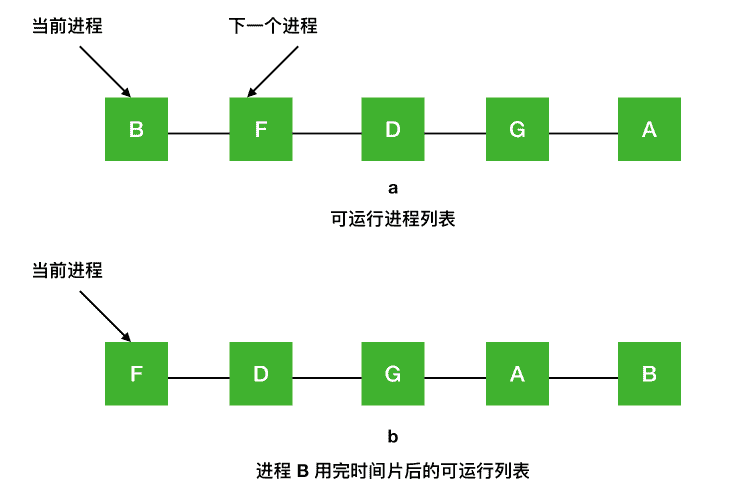 当前进程 下一个进程
B F D G A
a
可运行进程列表
当前进程
F D G A B
b
进程 B 用完时间片后的可运行列表